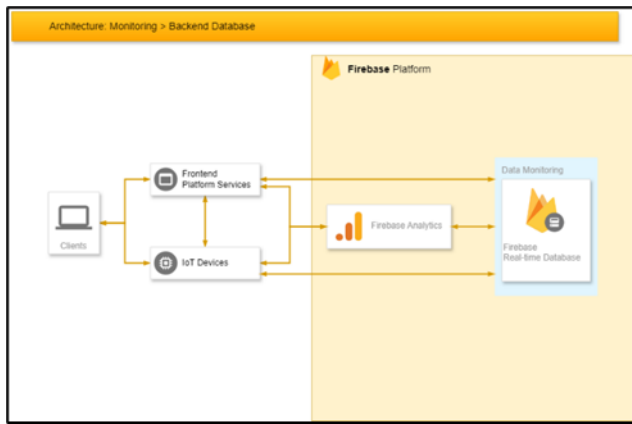 Architecture: Monitoring > Backend Database
Firebase Platform
Frontend
Platform Services
Data Monitoring
Clients
Firebase Analytics
IoT Devices
Firebase
Real-time Database